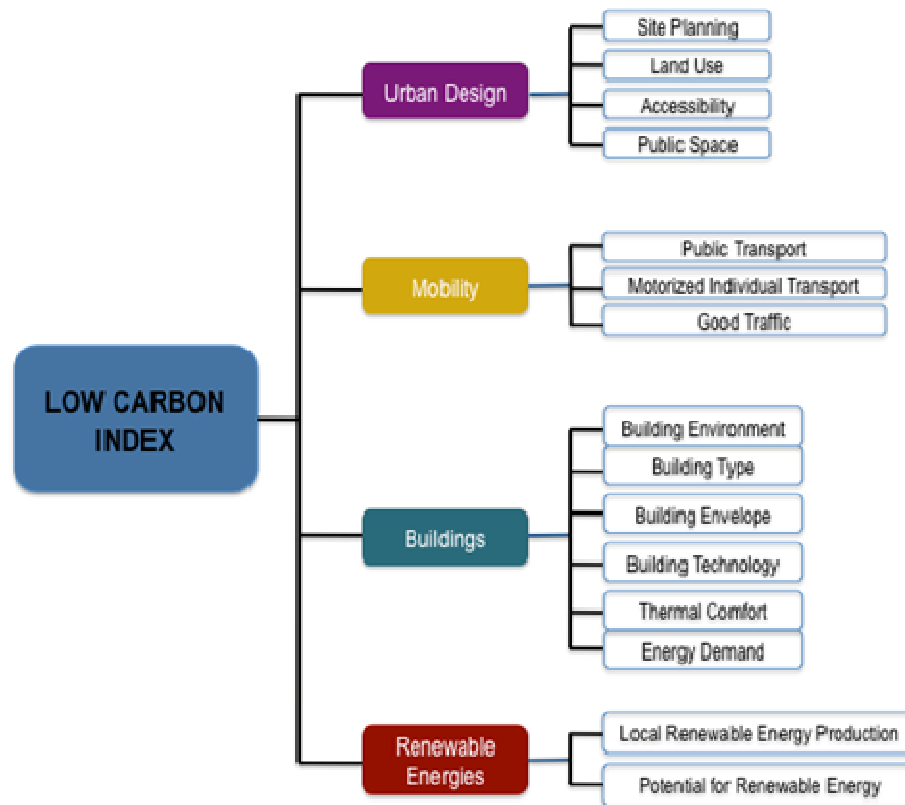 LOW CARBON
INDEX
Urban Design
Site Planning
Land Use
Accessibility
Public Space
Mobility
Public Transport
Motorized Individual Transport
Good Traffic
Buildings
Building Environment
Building Type
Building Envelope
Building Technology
Thermal Comfort
Energy Demand
Renewable
Energies
Local Renewable Energy Production
Potential for Renewable Energy